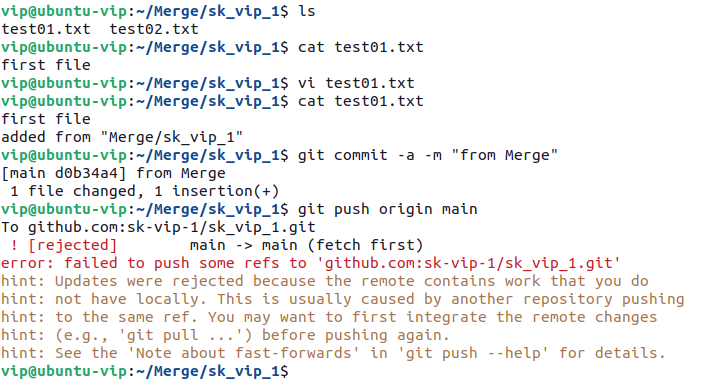 vip@ubuntu-vip:~/Merge/sk_vip_1$ ls
test01.txt  test02.txt
vip@ubuntu-vip:~/Merge/sk_vip_1$ cat test01.txt
first file
vip@ubuntu-vip:~/Merge/sk_vip_1$ vi test01.txt
vip@ubuntu-vip:~/Merge/sk_vip_1$ cat test01.txt
first file
added from "Merge/sk_vip_1"
vip@ubuntu-vip:~/Merge/sk_vip_1$ git commit -a -m "from Merge"
[main d0b34a4] from Merge
 1 file changed, 1 insertion(+)
vip@ubuntu-vip:~/Merge/sk_vip_1$ git push origin main
To github.com:sk-vip-1/sk_vip_1.git
 ! [rejected]        main -> main (fetch first)
error: failed to push some refs to 'github.com:sk-vip-1/sk_vip_1.git'
hint: Updates were rejected because the remote contains work that you do
hint: not have locally. This is usually caused by another repository pushing
hint: to the same ref. You may want to first integrate the remote changes
hint: (e.g., 'git pull ...') before pushing again.
hint: See the 'Note about fast-forwards' in 'git push --help' for details.
vip@ubuntu-vip:~/Merge/sk_vip_1$